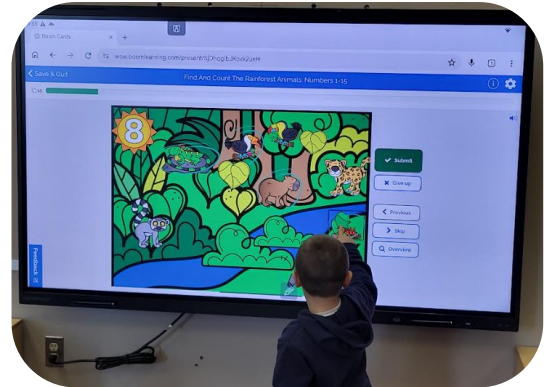 Boom Cards
Save & Quit
Find And Count The Rainforest Animals: Numbers 1-15
8
Submit
Give up
Previous
Skip
Overview
Feedback